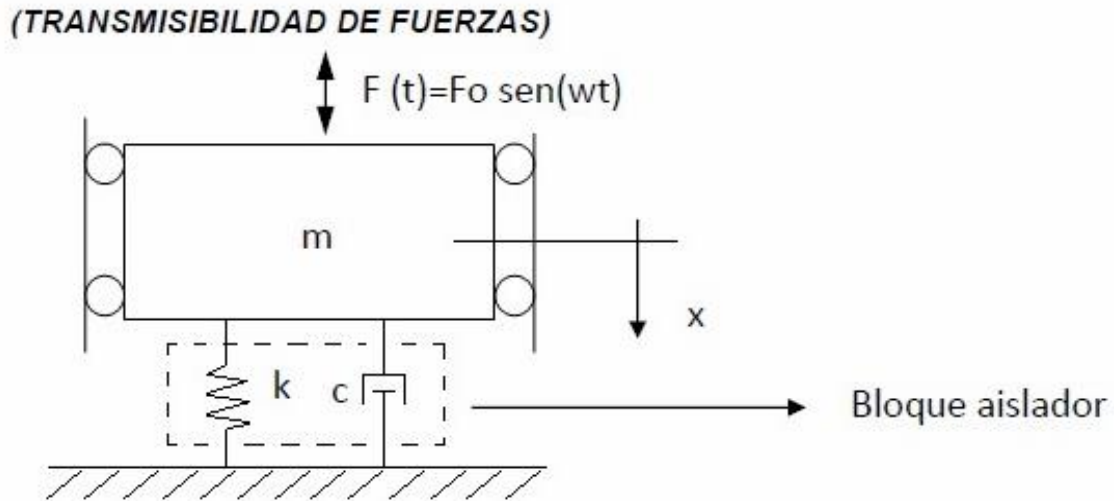 (TRANSMISIBILIDAD DE FUERZAS)
F (t)=Fo sen(wt)
m
x
k
c
Bloque aislador